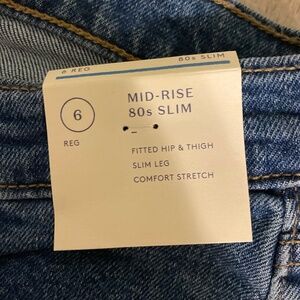 6 REG 80s SLIM
6
REG
MID-RISE
80s SLIM
FITTED HIP & THIGH
SLIM LEG
COMFORT STRETCH